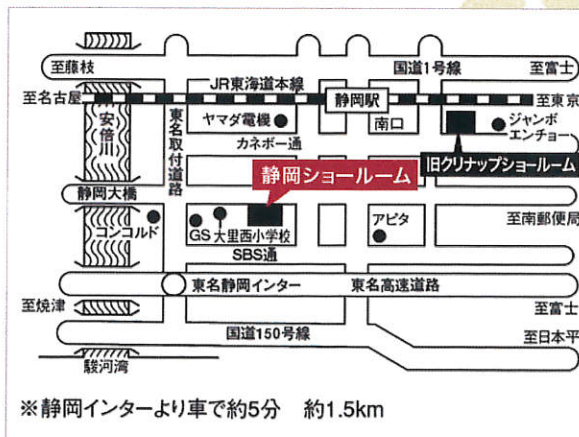 至藤枝
国道1号線
至富士
JR東海道本線
至名古屋
静岡駅
至東京
安倍川
東名取付道路
ヤマダ電機
南口
ジャンボ
エンチョー
カネボー通
旧クリナップショールーム
静岡ショールーム
静岡大橋
コンコルド
GS
大里西小学校
アピタ
至南郵便局
SBS通
東名静岡インター
東名高速道路
至焼津
至富士
国道150号線
至日本平
駿河湾
※静岡インターより車で約5分 約1.5km